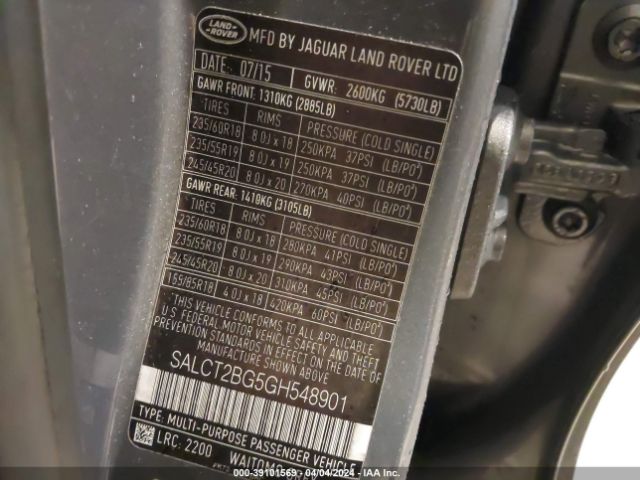 LAND-ROVER
MFD BY JAGUAR LAND ROVER LTD
DATE: 07/15 GVWR: 2600KG (5730LB)
GAWR FRONT: 1310KG (2885LB)
TIRES RIMS PRESSURE (COLD SINGLE)
235/60R18 8.0J x 18 250KPA 37PSI (LB/PO²)
235/55R19 8.0J x 19 250KPA 37PSI (LB/PO²)
245/45R20 8.0J x 20 270KPA 40PSI (LB/PO²)
GAWR REAR: 1410KG (3105LB)
TIRES RIMS PRESSURE (COLD SINGLE)
235/60R18 8.0J x 18 280KPA 41PSI (LB/PO²)
235/55R19 8.0J x 19 290KPA 43PSI (LB/PO²)
245/45R20 8.0J x 20 310KPA 45PSI (LB/PO²)
155/85R18 4.0J x 18 420KPA 60PSI (LB/PO²)
THIS VEHICLE CONFORMS TO ALL APPLICABLE
U.S. FEDERAL MOTOR VEHICLE SAFETY AND THEFT
PREVENTION STANDARDS IN EFFECT ON THE DATE OF
MANUFACTURE SHOWN ABOVE
SALCT2BG5GH548901
TYPE: MULTI-PURPOSE PASSENGER VEHICLE
LRC: 2200 WAITOMO
© IAA 39101569 | 04/04/2024 - IAA Inc.